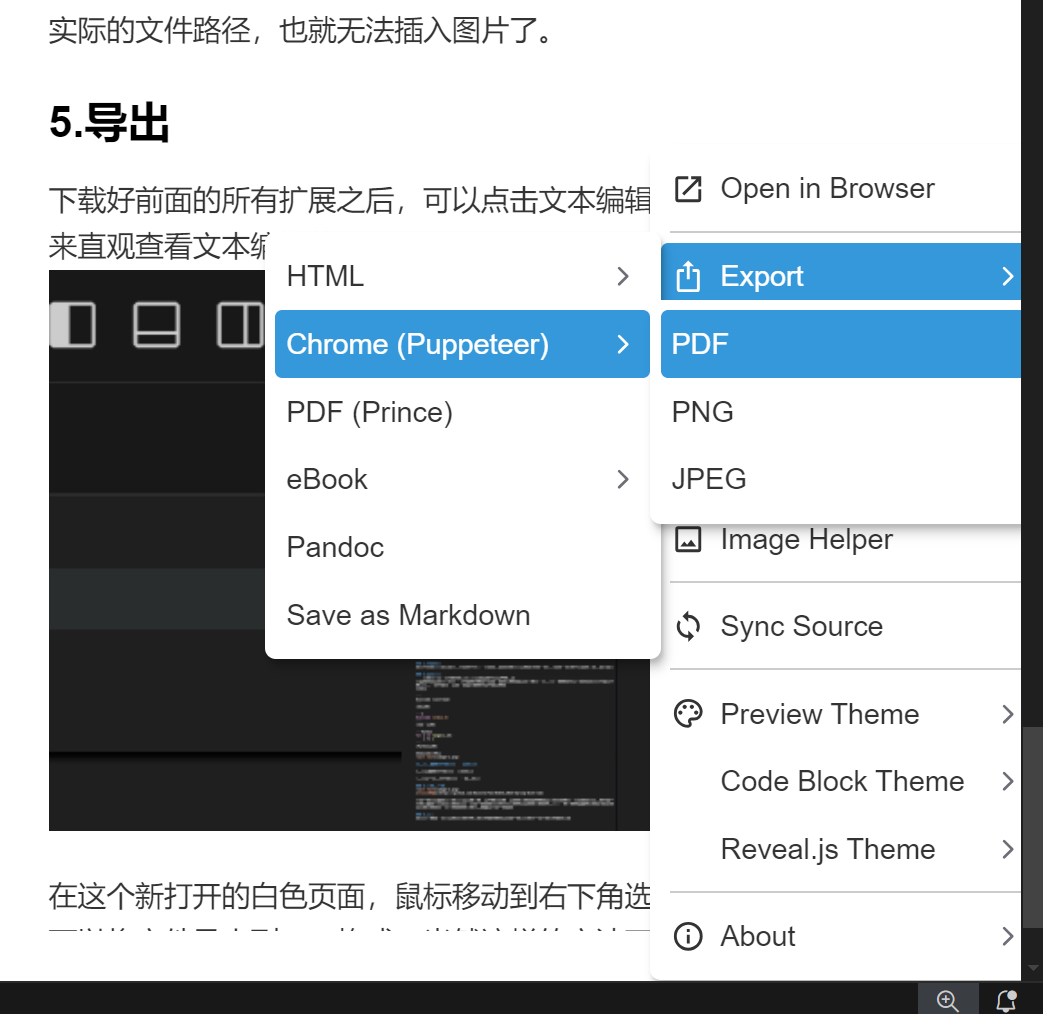 实际的文件路径，也就无法插入图片了。
5.导出
下载好前面的所有扩展之后，可以点击文本编辑
来直观查看文本编
Open in Browser
Export
HTML
Chrome (Puppeteer)
PDF (Prince)
eBook
Pandoc
Save as Markdown
PDF
PNG
JPEG
Image Helper
Sync Source
Preview Theme
Code Block Theme
Reveal.js Theme
About
在这个新打开的白色页面，鼠标移动到右下角选